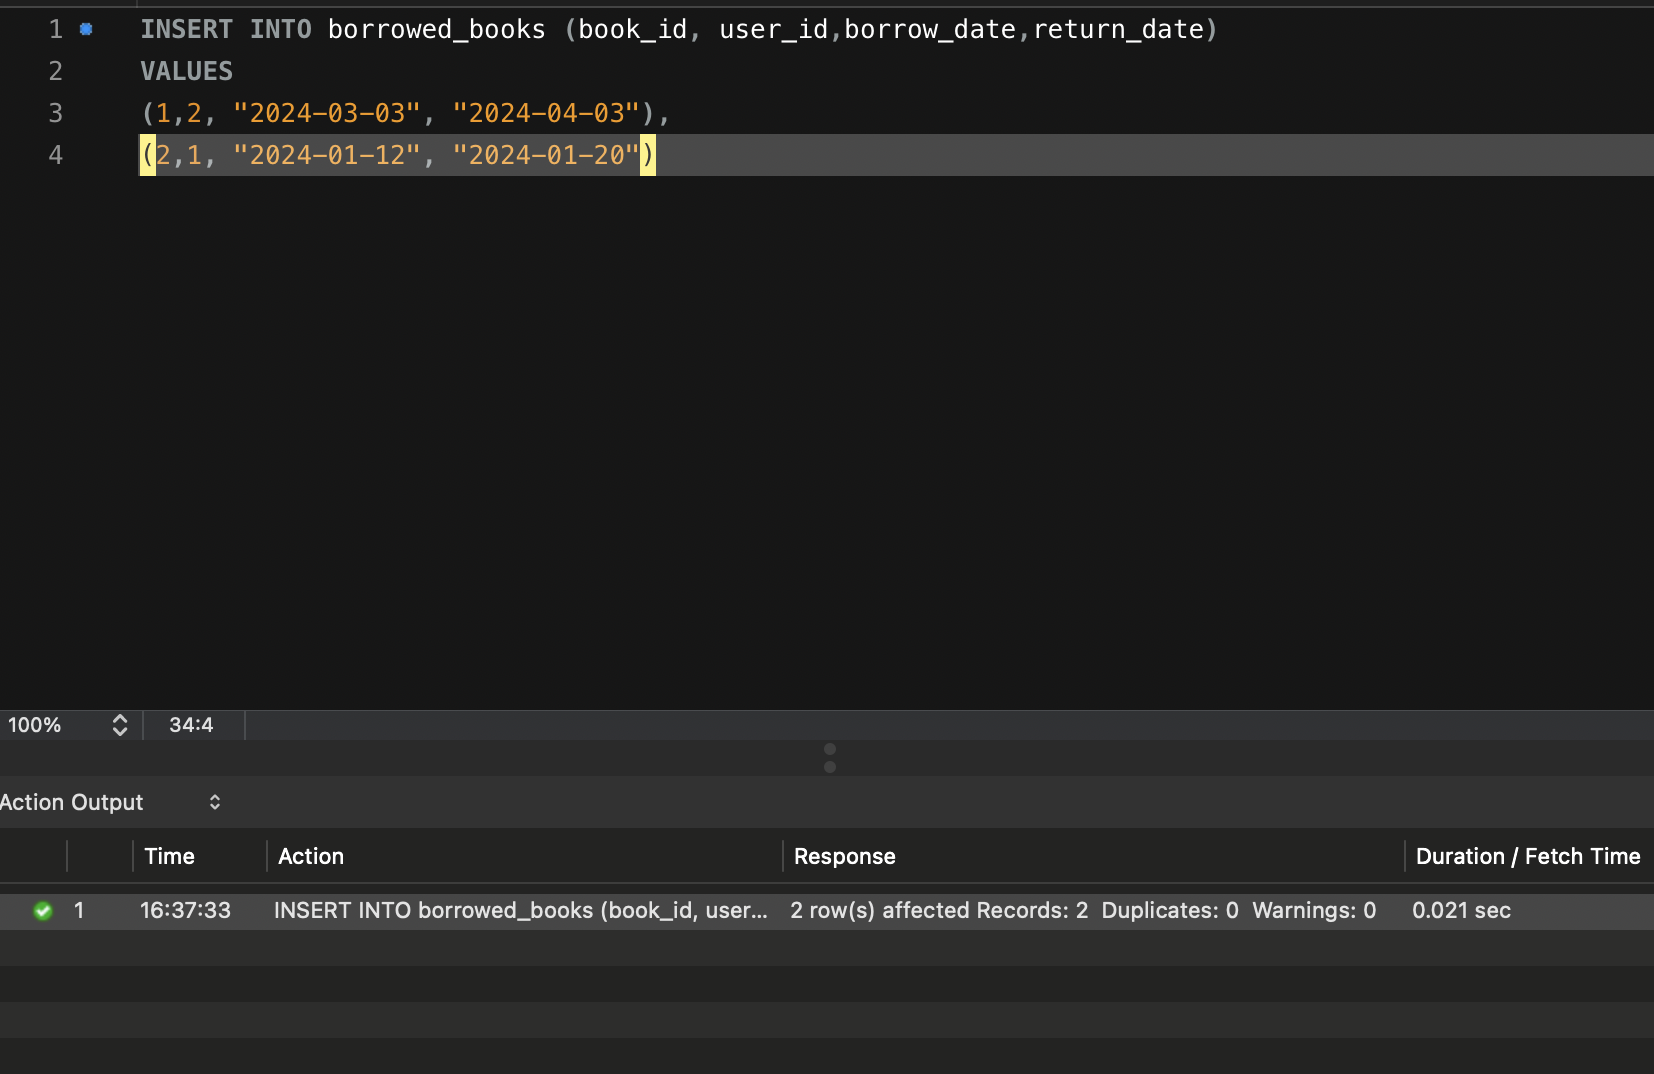 1 INSERT INTO borrowed_books (book_id, user_id,borrow_date,return_date)
2 VALUES
3 (1,2, "2024-03-03", "2024-04-03"),
4 (2,1, "2024-01-12", "2024-01-20")
100% 34:4
Action Output
Time Action Response Duration / Fetch Time
1 16:37:33 INSERT INTO borrowed_books (book_id, user... 2 row(s) affected Records: 2 Duplicates: 0 Warnings: 0 0.021 sec